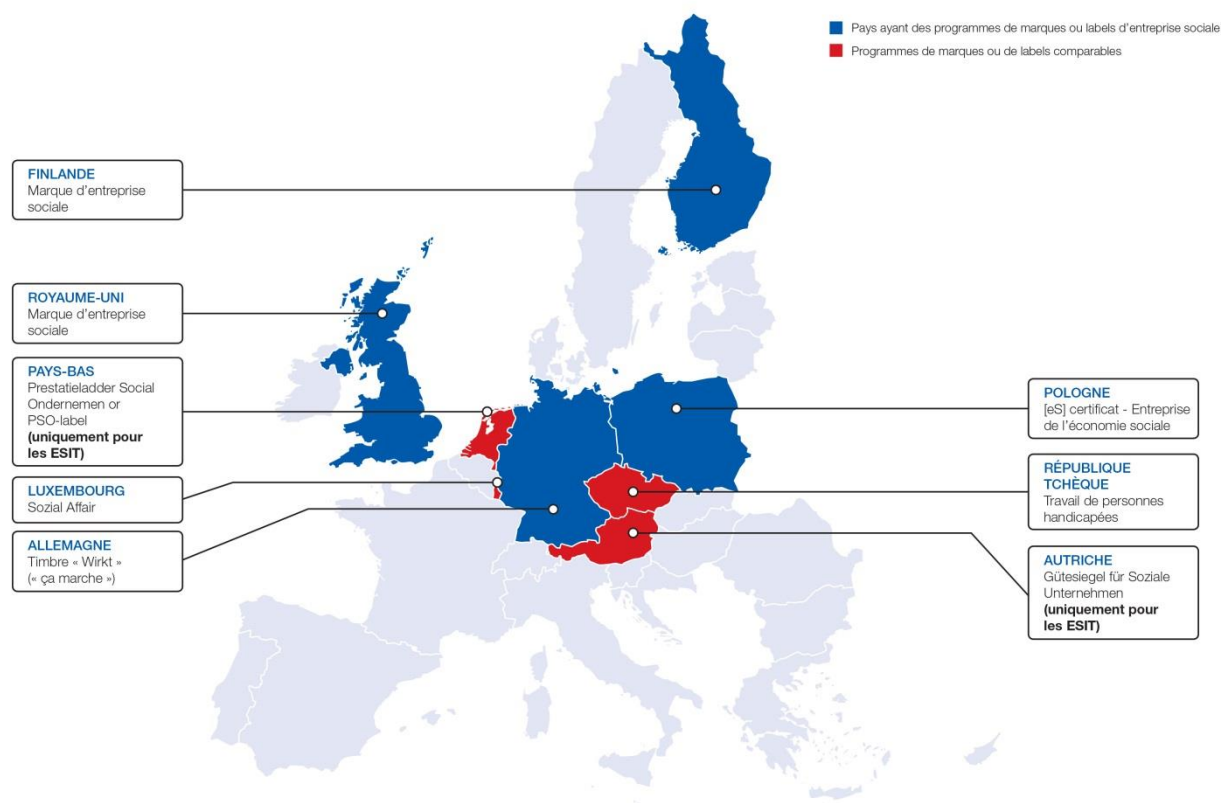 Pays ayant des programmes de marques ou labels d'entreprise sociale
Programmes de marques ou de labels comparables
FINLANDE
Marque d'entreprise
sociale
ROYAUME-UNI
Marque d'entreprise
sociale
PAYS-BAS
Prestatieladder Social
Ondernemen or
PSO-label
(uniquement pour
les ESIT)
LUXEMBOURG
Sozial Affair
ALLEMAGNE
Timbre « Wirkt »
(« ça marche »)
POLOGNE
[eS] certificat - Entreprise
de l'économie sociale
RÉPUBLIQUE
TCHÈQUE
Travail de personnes
handicapées
AUTRICHE
Gütesiegel für Soziale
Unternehmen
(uniquement pour
les ESIT)